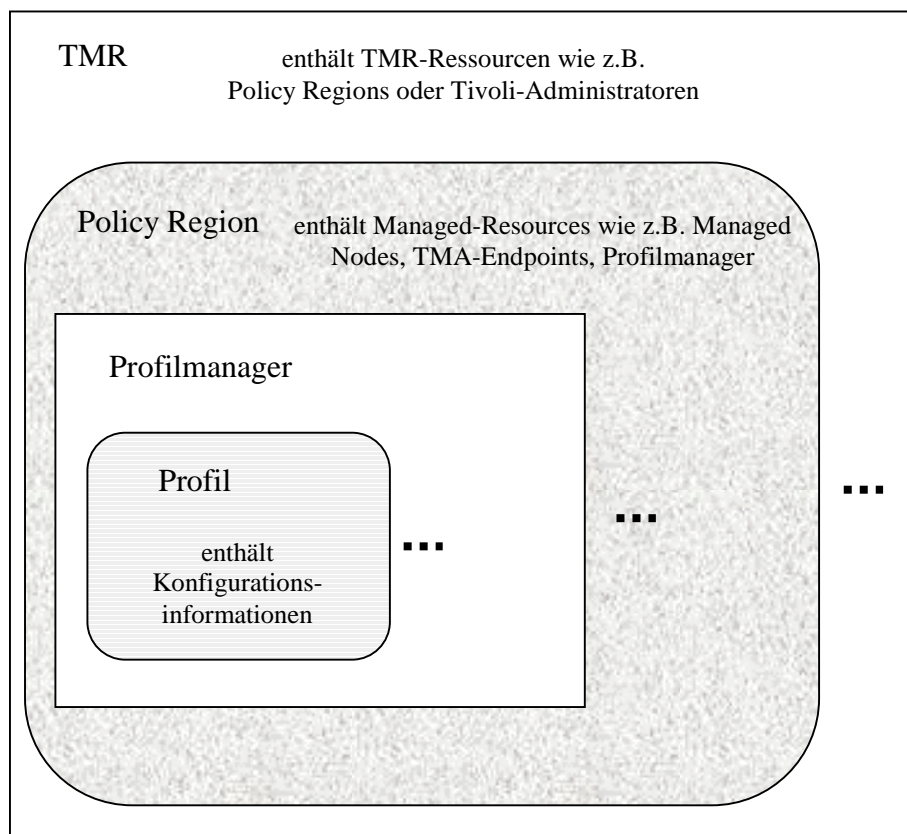 TMR
enthält TMR-Ressourcen wie z.B.
Policy Regions oder Tivoli-Administratoren
Policy Region
enthält Managed-Resources wie z.B. Managed
Nodes, TMA-Endpoints, Profilmanager
Profilmanager
Profil
enthält
Konfigurations-
informationen
...
...
...